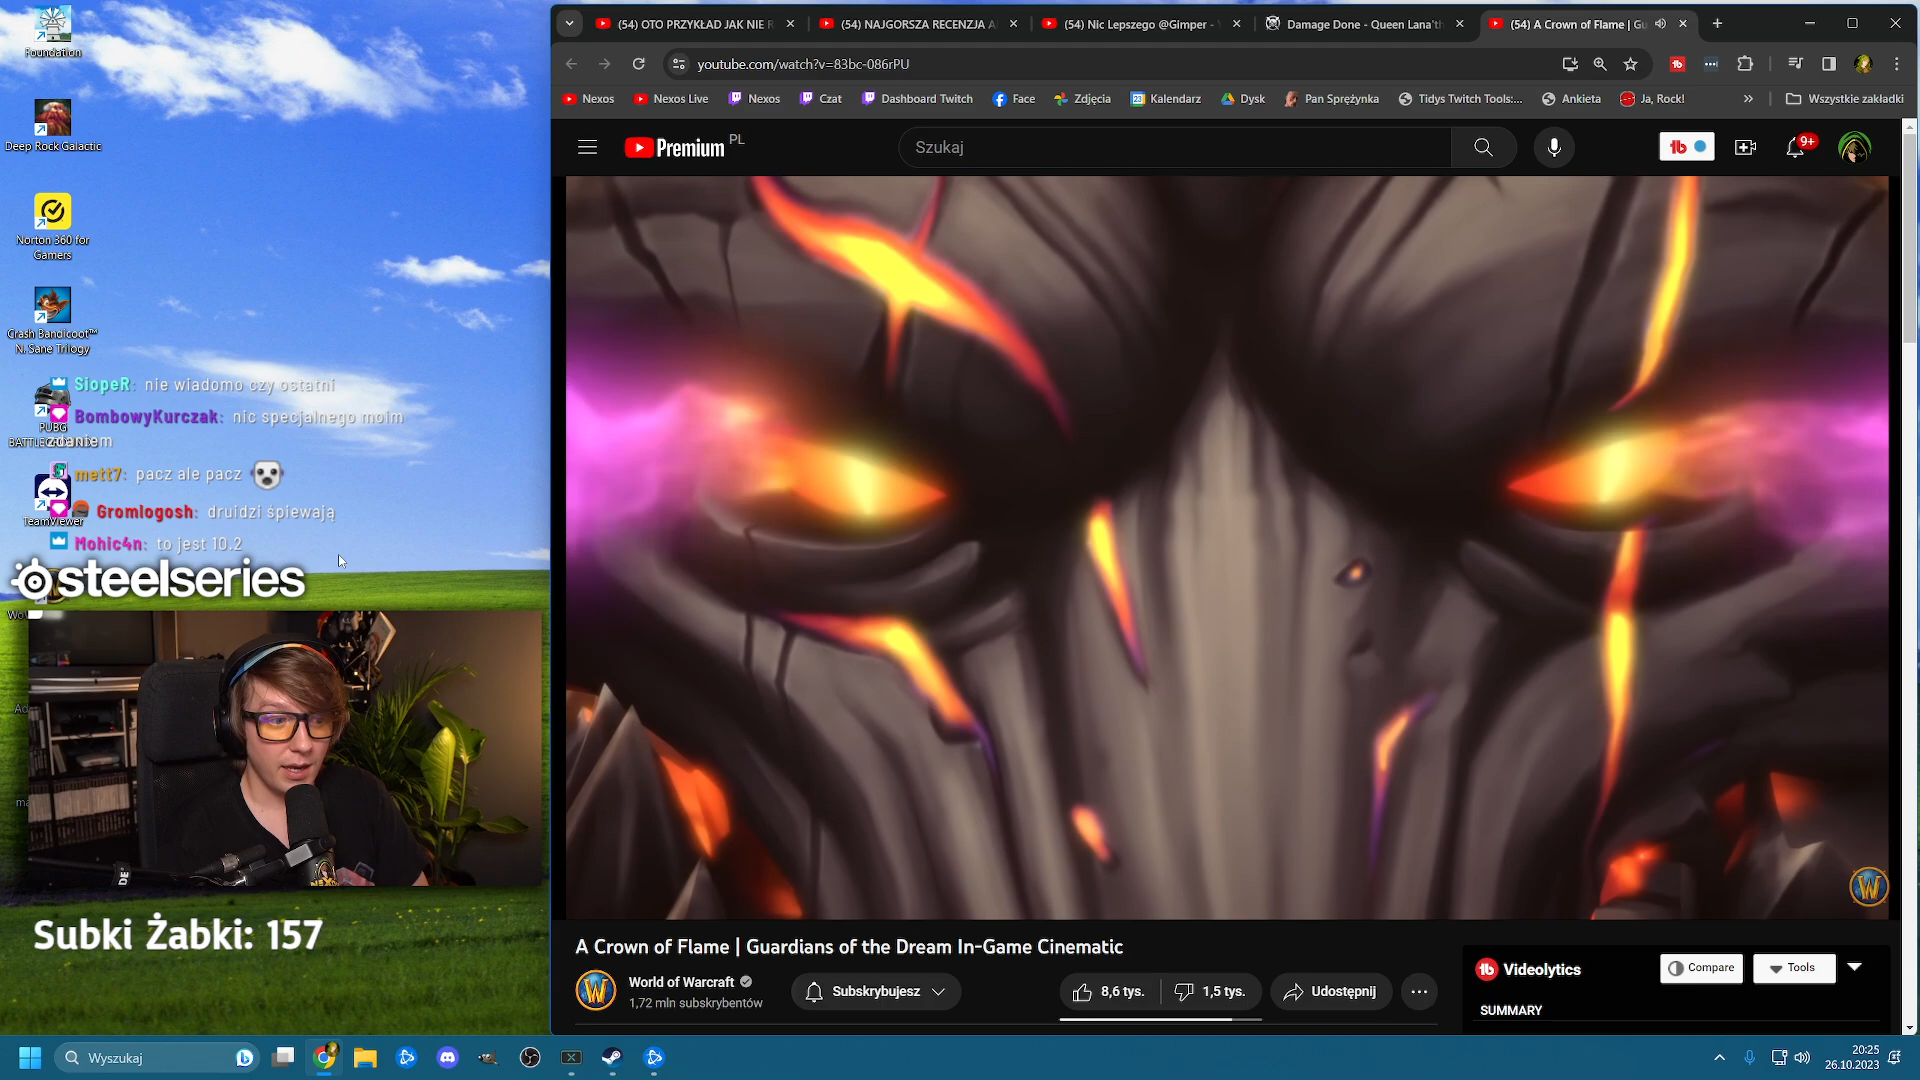 Foundation
Deep Rock Galactic
Norton 360 for
Gamers
Crash Bandicoot™
N. Sane Trilogy
SiopeR: nie wiadomo czy ostatni
BombowyKurczak: nic specjalnego moim
zdaniem
PUBG
mett7: pacz ale pacz
TeamViewer
Gromlogosh: druidzi śpiewają
Mohic4n: to jest 10.2
steelseries
Subki Żabki: 157
(54) OTO PRZYKŁAD JAK NIE R
(54) NAJGORSZA RECENZJA A
(54) Nic Lepszego @Gimper -
Damage Done - Queen Lana'th
(54) A Crown of Flame | Gu
youtube.com/watch?v=83bc-086rPU
Nexos
Nexos Live
Nexos
Czat
Dashboard Twitch
Face
Zdjęcia
Kalendarz
Dysk
Pan Sprężynka
Tidys Twitch Tools:...
Ankieta
Ja, Rock!
Wszystkie zakładki
Premium PL
Szukaj
9+
A Crown of Flame | Guardians of the Dream In-Game Cinematic
World of Warcraft
1,72 mln subskrybentów
Subskrybujesz
8,6 tys.
1,5 tys.
Udostępnij
Videolytics
Compare
Tools
SUMMARY
Wyszukaj
20:25
26.10.2023